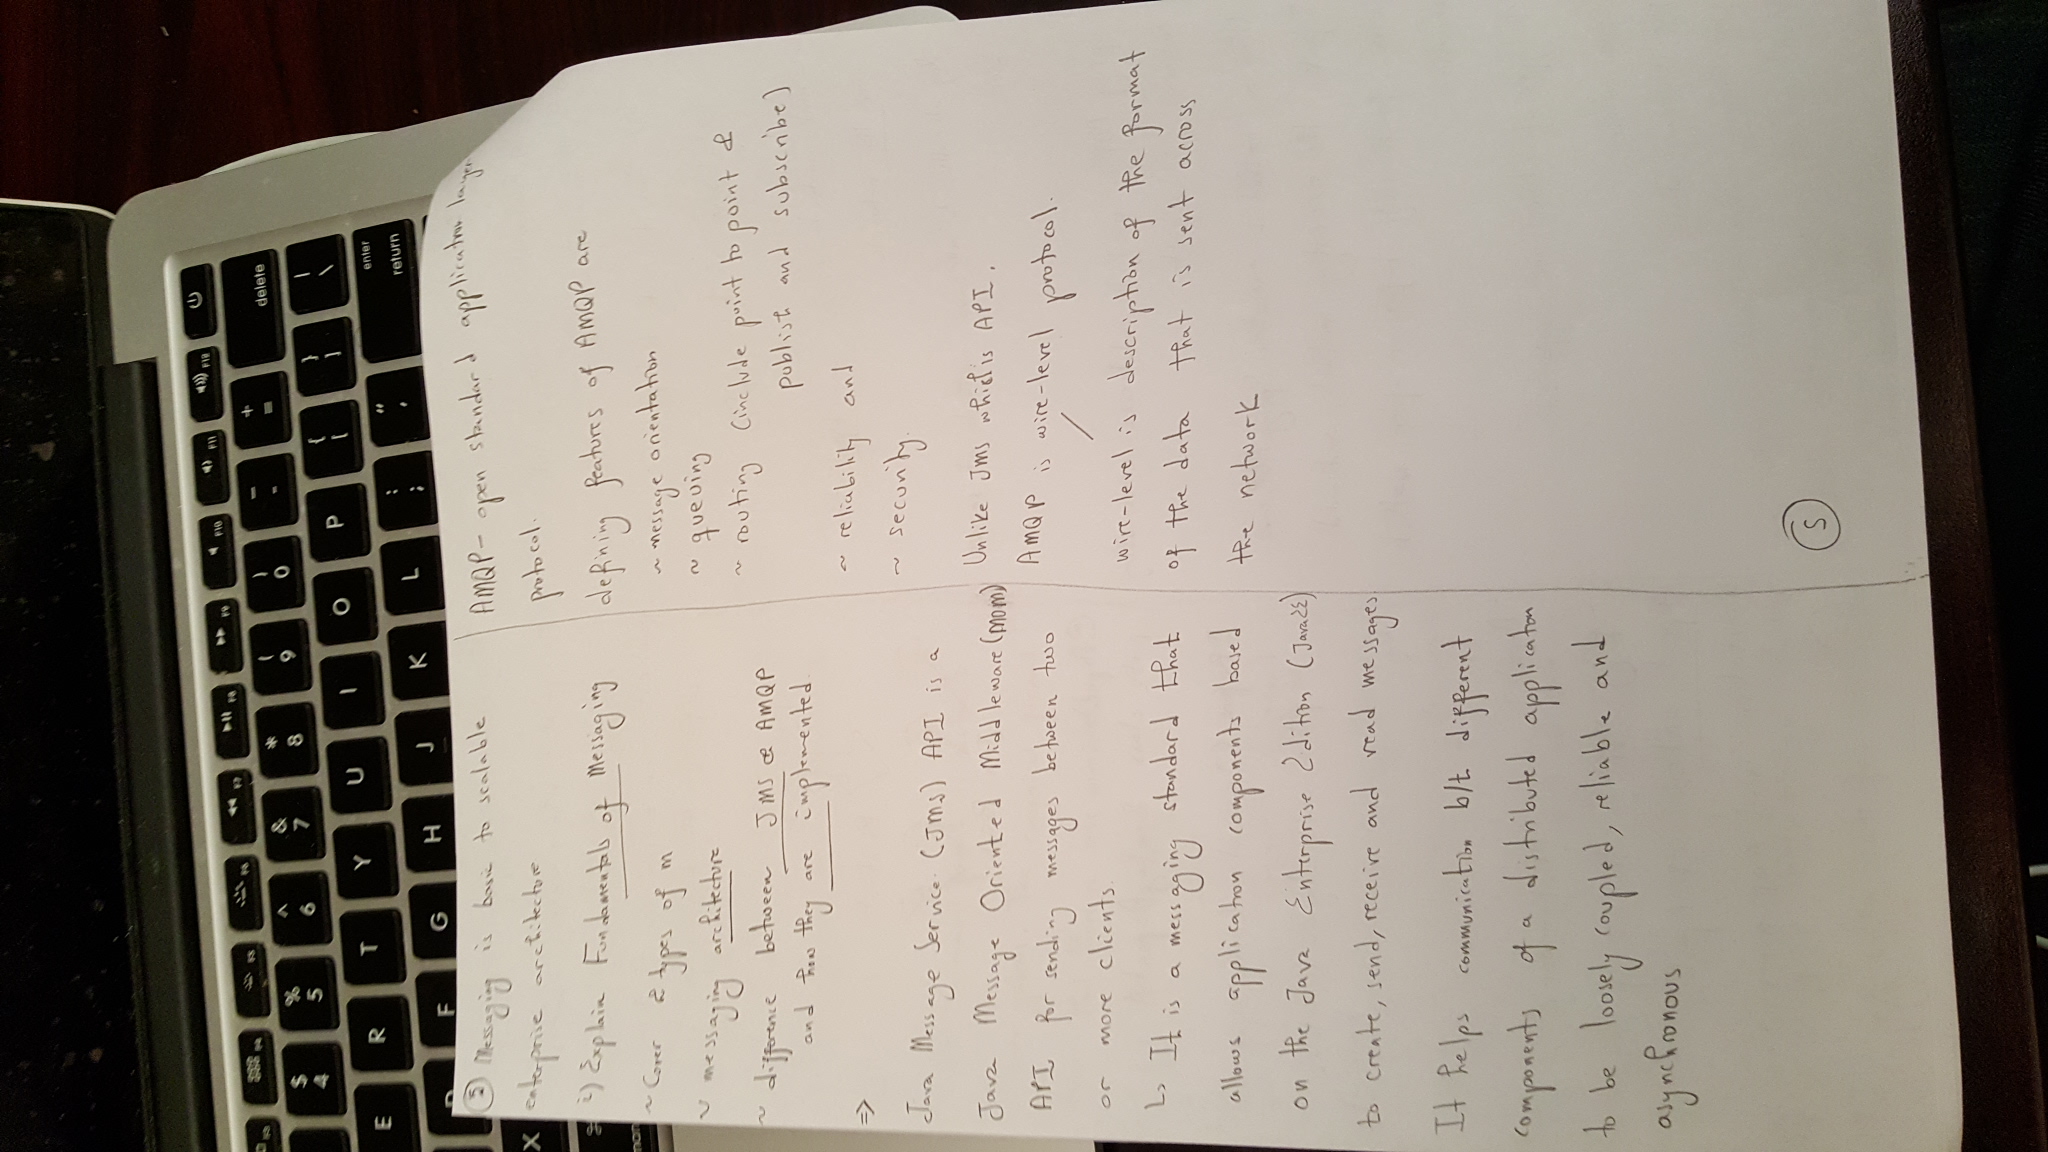 F5
F6
F7
F8
F9
F10
F11
F12
$ 4
% 5
^ 6
& 7
* 8
( 9
) 0
_ -
+ =
delete
E
R
T
Y
U
I
O
P
{ [
} ]
| \
enter
return
F
G
H
J
K
L
: ;
" '
X
⑤ Messaging is basic to scalable
enterprise architecture
i) Explain Fundamentals of Messaging
~ Cover 2 types of m
~ messaging architecture
~ difference between JMS & AMQP
and how they are implemented.
=>
Java Message Service (JMS) API is a
Java Message Oriented Middleware (MOM)
API for sending messages between two
or more clients.
↳ It is a messaging standard that
allows application components based
on the Java Enterprise Edition (JavaEE)
to create, send, receive and read messages
It helps communication b/t different
components of a distributed application
to be loosely coupled, reliable and
asynchronous
AMQP - open standard application layer
protocol.
defining features of AMQP are
~ message orientation
~ queuing
~ routing (include point to point &
publish and subscribe)
~ reliability and
~ security.
Unlike JMS which is API,
AMQP is wire-level protocol.
wire-level is description of the format
of the data that is sent across
the network
⑤